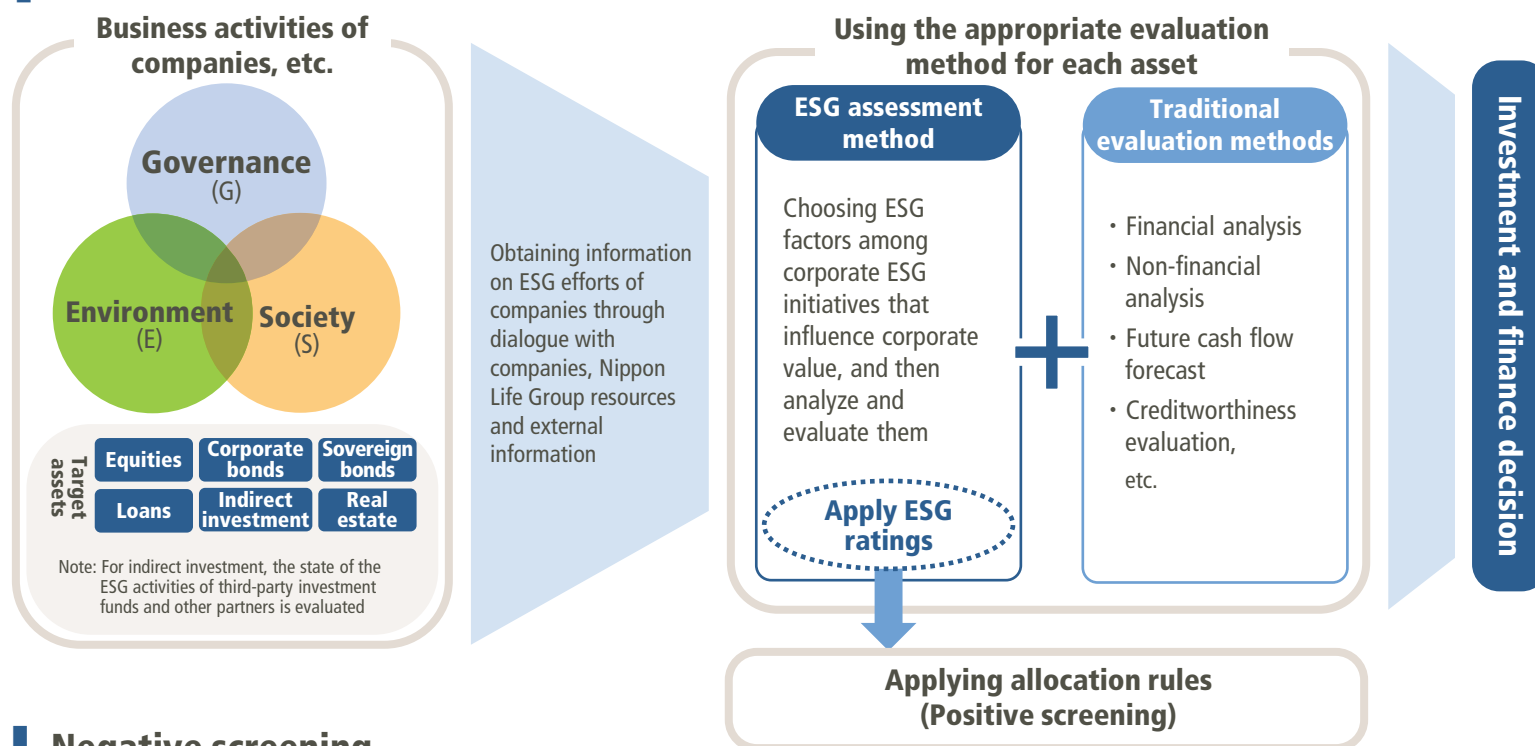 Business activities of
companies, etc.
Governance
(G)
Environment
(E)
Society
(S)
Target
assets
Equities
Corporate
bonds
Sovereign
bonds
Loans
Indirect
investment
Real
estate
Note: For indirect investment, the state of the
ESG activities of third-party investment
funds and other partners is evaluated
Obtaining information
on ESG efforts of
companies through
dialogue with
companies, Nippon
Life Group resources
and external
information
Using the appropriate evaluation
method for each asset
ESG assessment
method
Choosing ESG
factors among
corporate ESG
initiatives that
influence corporate
value, and then
analyze and
evaluate them
Apply ESG
ratings
Traditional
evaluation methods
・Financial analysis
・Non-financial
analysis
・Future cash flow
forecast
・Creditworthiness
evaluation,
etc.
Applying allocation rules
(Positive screening)
Investment and finance decision
Negative screening